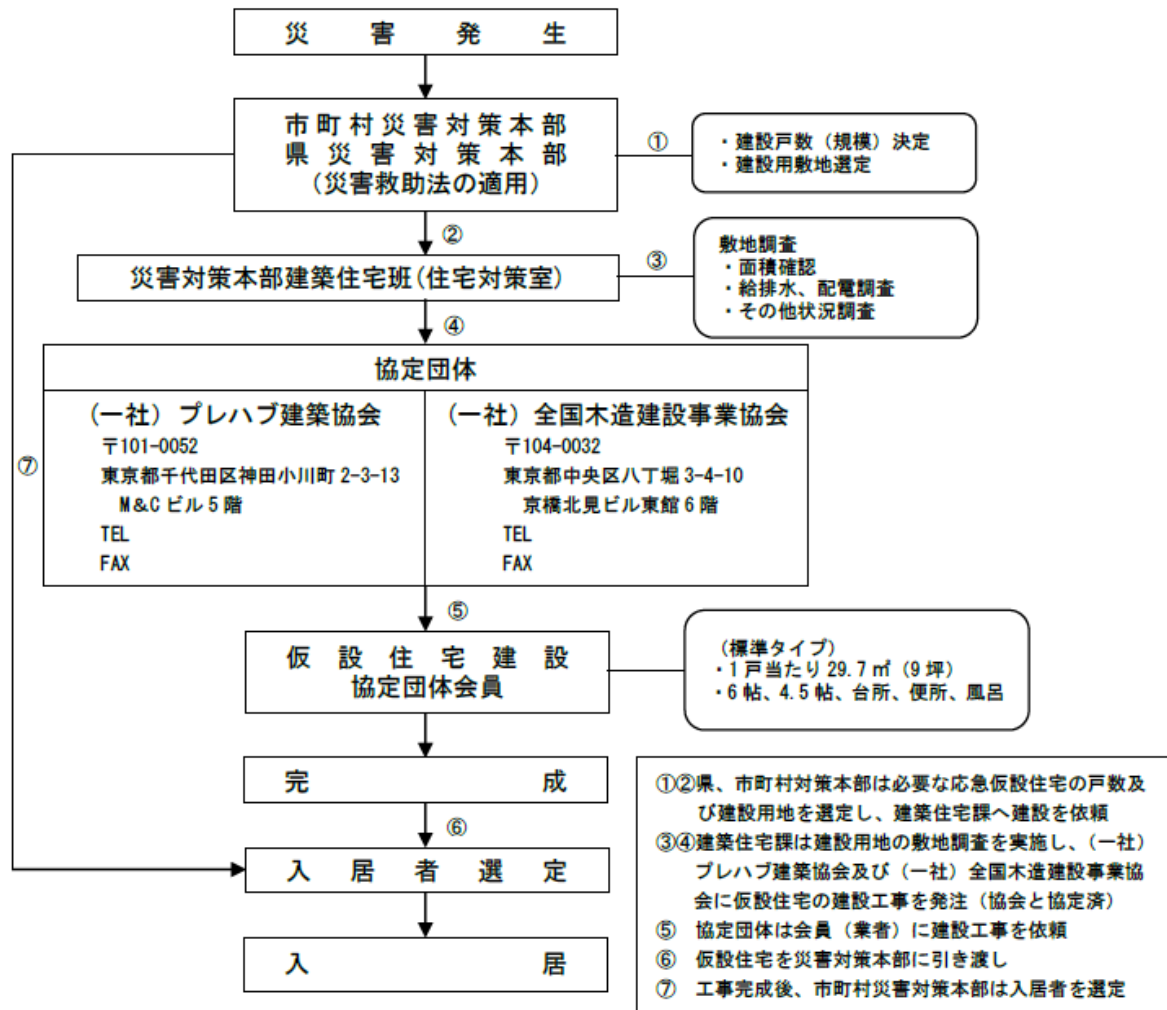 災害発生
市町村災害対策本部
県災害対策本部
(災害救助法の適用)
①
・建設戸数(規模)決定
・建設用敷地選定
②
災害対策本部建築住宅班(住宅対策室)
③
敷地調査
・面積確認
・給排水、配電調査
・その他状況調査
④
協定団体
(一社)プレハブ建築協会
〒101-0052
東京都千代田区神田小川町 2-3-13
M&C ビル 5 階
TEL
FAX
(一社)全国木造建設事業協会
〒104-0032
東京都中央区八丁堀 3-4-10
京橋北見ビル東館 6 階
TEL
FAX
⑦
⑤
仮設住宅建設
協定団体会員
(標準タイプ)
・1 戸当たり 29.7 ㎡(9 坪)
・6 帖、4.5 帖、台所、便所、風呂
完成
⑥
入居者選定
入居
①②県、市町村対策本部は必要な応急仮設住宅の戸数及
び建設用地を選定し、建築住宅課へ建設を依頼
③④建築住宅課は建設用地の敷地調査を実施し、(一社)
プレハブ建築協会及び(一社)全国木造建設事業協
会に仮設住宅の建設工事を発注(協会と協定済)
⑤ 協定団体は会員(業者)に建設工事を依頼
⑥ 仮設住宅を災害対策本部に引き渡し
⑦ 工事完成後、市町村災害対策本部は入居者を選定